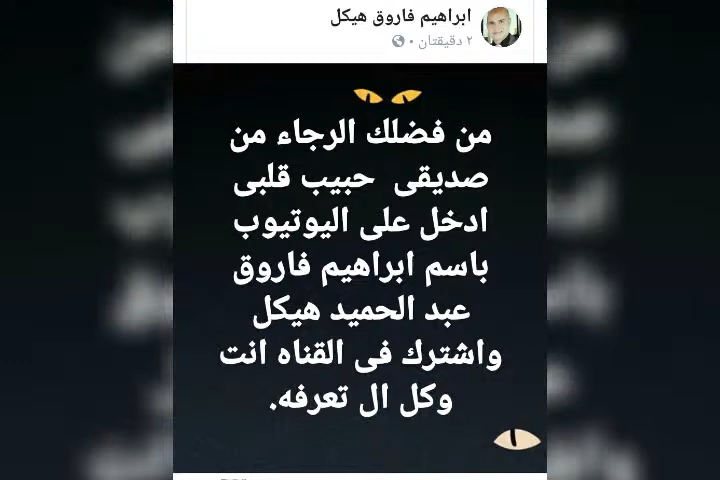 ابراهيم فاروق هيكل
٢ دقيقتان
من فضلك الرجاء من
صديقى حبيب قلبى
ادخل على اليوتيوب
باسم ابراهيم فاروق
عبد الحميد هيكل
واشترك فى القناه انت
وكل ال تعرفه.